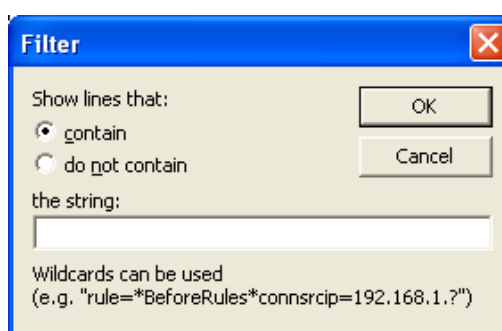 Filter
Show lines that:
OK
contain
do not contain
Cancel
the string:
Wildcards can be used
(e.g. "rule=*BeforeRules*connsrcip=192.168.1.?")